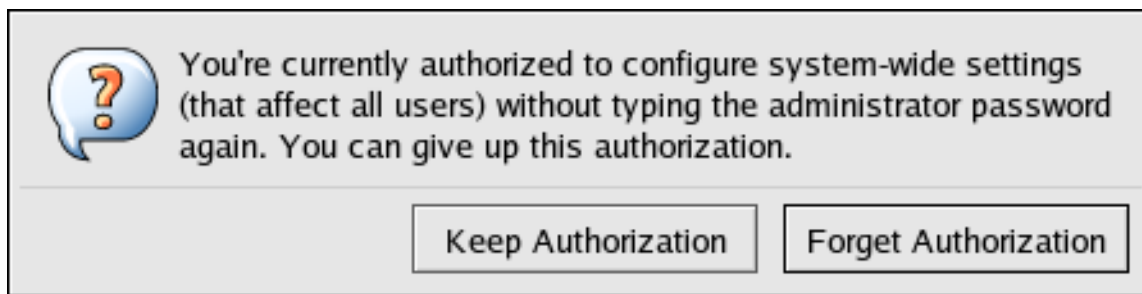 You're currently authorized to configure system-wide settings
(that affect all users) without typing the administrator password
again. You can give up this authorization.
Keep Authorization
Forget Authorization